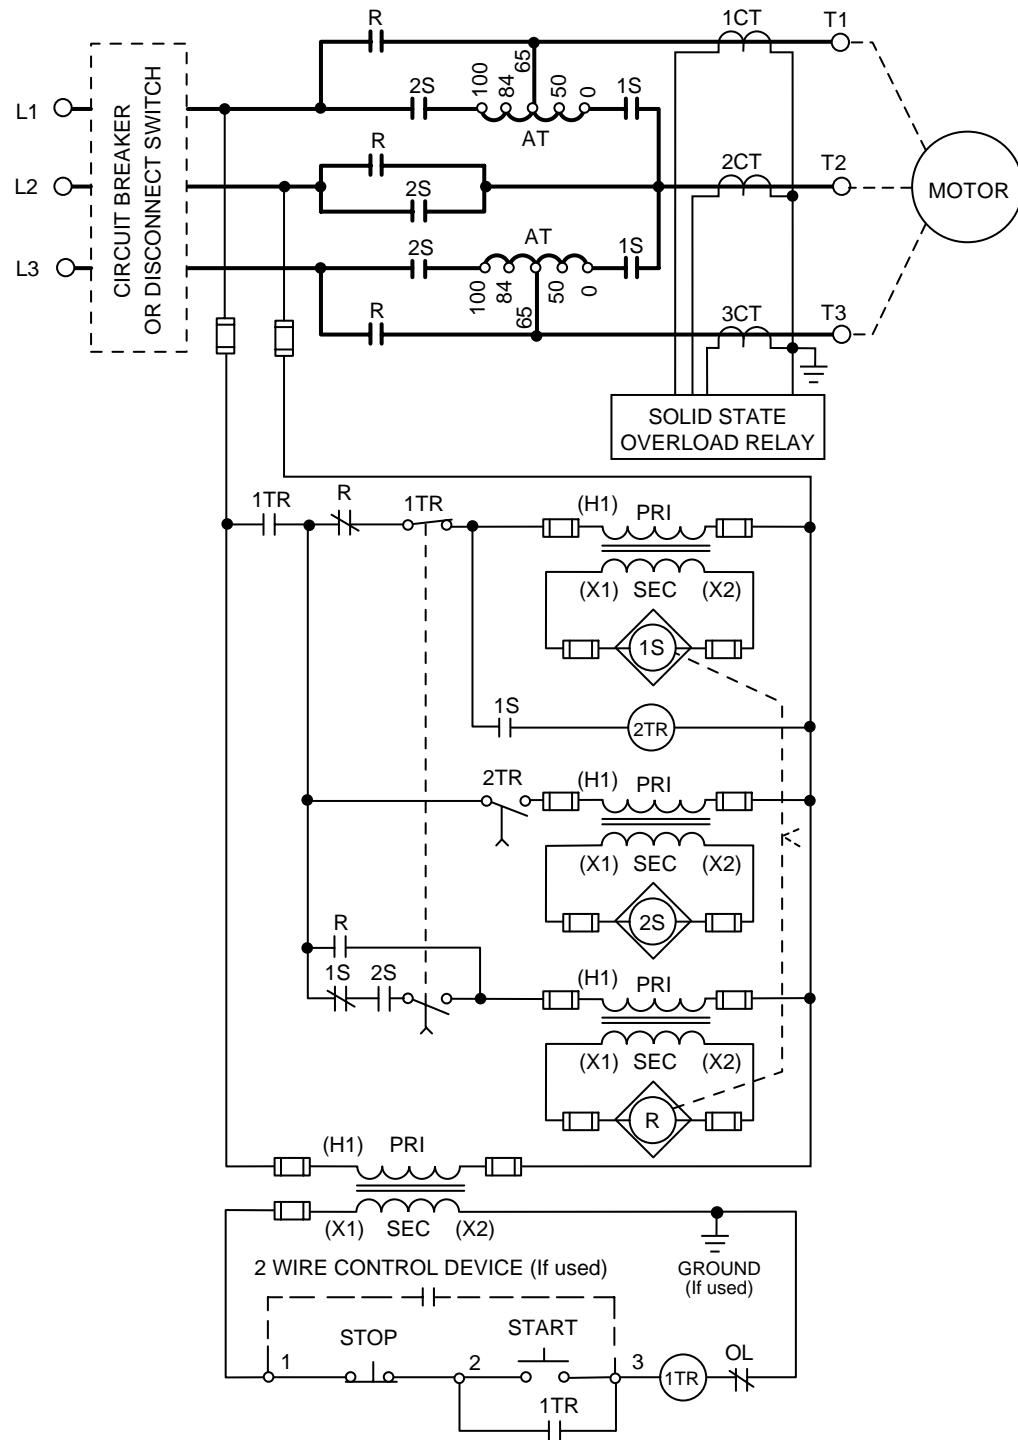 R
1CT
T1
2S
100
84
65
50
0
1S
L1
AT
CIRCUIT BREAKER
OR DISCONNECT SWITCH
R
2CT
T2
L2
2S
MOTOR
AT
2S
1S
L3
100
84
65
50
0
R
3CT
T3
SOLID STATE
OVERLOAD RELAY
1TR
R
1TR
(H1)
PRI
(X1)
SEC
(X2)
1S
1S
2TR
2TR
(H1)
PRI
(X1)
SEC
(X2)
2S
R
1S
2S
(H1)
PRI
(X1)
SEC
(X2)
R
(H1)
PRI
(X1)
SEC
(X2)
2 WIRE CONTROL DEVICE (If used)
GROUND
(If used)
STOP
START
1
2
3
1TR
OL
1TR